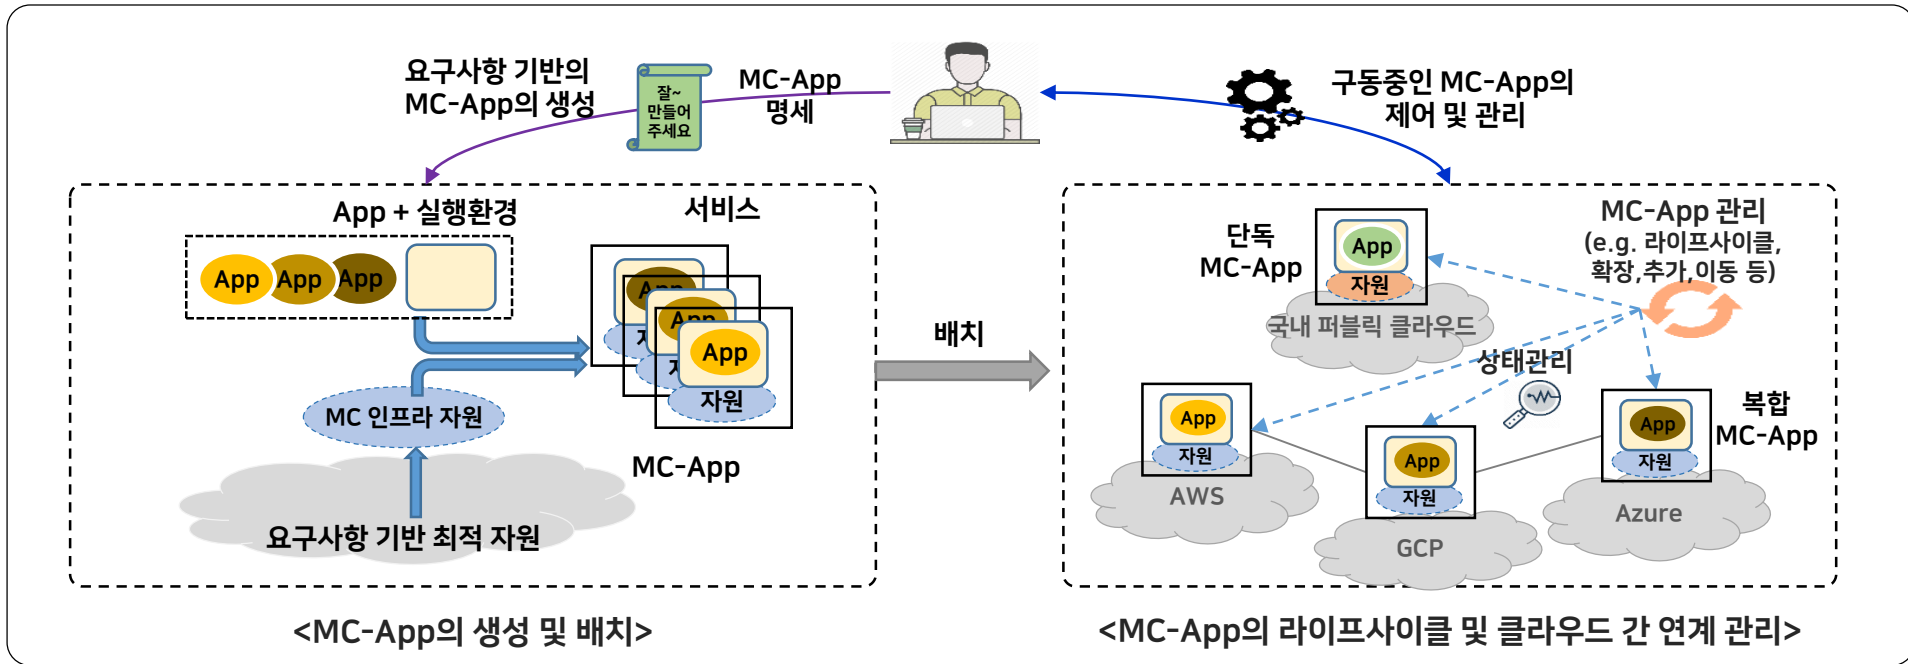 요구사항 기반의
MC-App의 생성
잘~
만들어
주세요
MC-App
명세
구동중인 MC-App의
제어 및 관리
App + 실행환경
서비스
App
App
App
App
자
App
자
App
자원
MC 인프라 자원
MC-App
요구사항 기반 최적 자원
<MC-App의 생성 및 배치>
배치
단독
MC-App
App
자원
국내 퍼블릭 클라우드
MC-App 관리
(e.g. 라이프사이클,
확장,추가,이동 등)
상태관리
App
자원
AWS
App
자원
GCP
App
자원
Azure
복합
MC-App
<MC-App의 라이프사이클 및 클라우드 간 연계 관리>